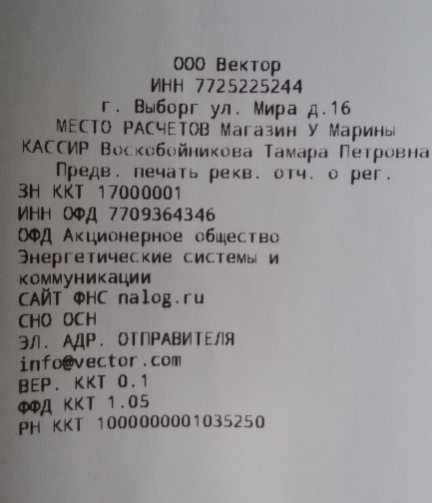 ООО Вектор
ИНН 7725225244
г. Выборг ул. Мира д.16
МЕСТО РАСЧЕТОВ Магазин У Марины
КАССИР Воскобойникова Тамара Петровна
Предв. печать рекв. отч. о рег.
ЗН ККТ 17000001
ИНН ОФД 7709364346
ОФД Акционерное общество
Энергетические системы и
коммуникации
САЙТ ФНС nalog.ru
СНО ОСН
ЭЛ. АДР. ОТПРАВИТЕЛЯ
info@vector.com
ВЕР. ККТ 0.1
ФФД ККТ 1.05
РН ККТ 1000000001035250